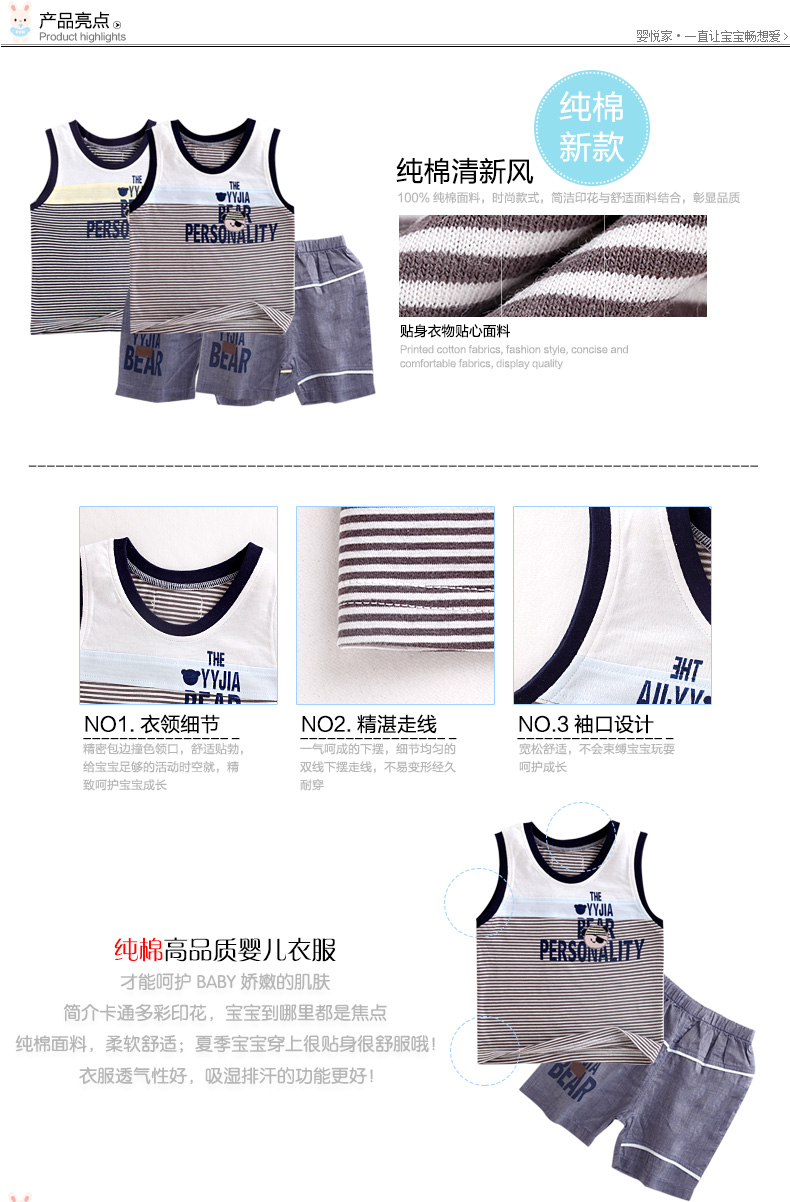 产品亮点
Product highlights
婴悦家•一直让宝宝畅想爱
纯棉
新款
纯棉清新风
100% 纯棉面料，时尚款式，简洁印花与舒适面料结合，彰显品质
THE
YYJIA
BEAR
PERSONALITY
THE
YYJIA
BEAR
PERSO
YYJIA
BEAR
YYJIA
BEAR
贴身衣物贴心面料
Printed cotton fabrics, fashion style, concise and
comfortable fabrics, display quality
THE
YYJIA
BEAR
THE
YYJIA
NO1. 衣领细节
精密包边撞色领口，舒适贴勃，
给宝宝足够的活动时空就，精
致呵护宝宝成长
NO2. 精湛走线
一气呵成的下摆，细节均匀的
双线下摆走线，不易变形经久
耐穿
NO.3 袖口设计
宽松舒适，不会束缚宝宝玩耍
呵护成长
纯棉高品质婴儿衣服
才能呵护 BABY 娇嫩的肌肤
简介卡通多彩印花，宝宝到哪里都是焦点
纯棉面料，柔软舒适；夏季宝宝穿上很贴身很舒服哦！
衣服透气性好，吸湿排汗的功能更好！
THE
YYJIA
BEAR
PERSONALITY
YYJIA
BEAR